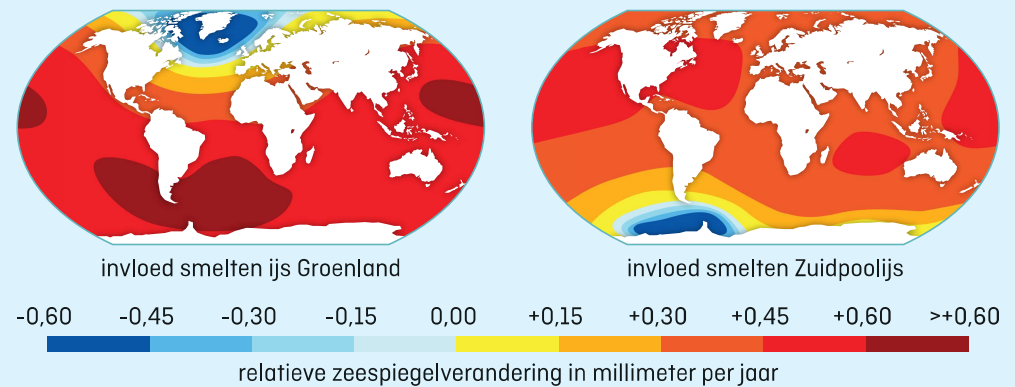 invloed smelten ijs Groenland
invloed smelten Zuidpoolijs
-0,60 -0,45 -0,30 -0,15 0,00 +0,15 +0,30 +0,45 +0,60 >+0,60
relatieve zeespiegelverandering in millimeter per jaar